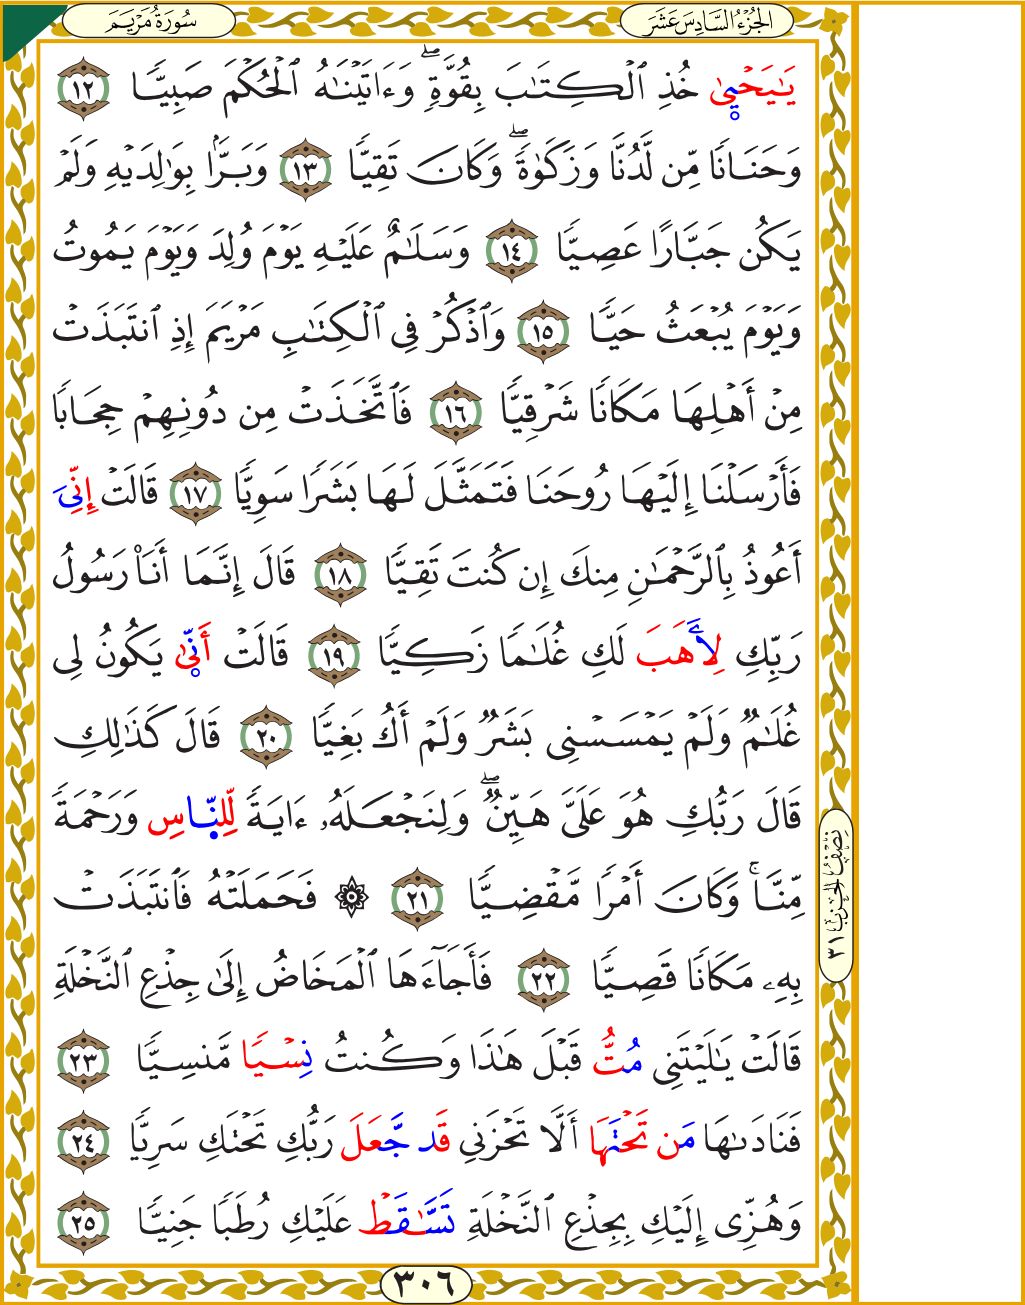 سُورَةُ مَرْيَمَ
الجُزْءُ السَّادِسَ عَشَرَ
يَـٰيَحْيٜىٰ خُذِ ٱلْكِتَـٰبَ بِقُوَّةٍۖ وَءَاتَيْنَـٰهُ ٱلْحُكْمَ صَبِيًّا ١٢
وَحَنَانًا مِّن لَّدُنَّا وَزَكَوٰةًۖ وَكَانَ تَقِيًّا ١٣ وَبَرًّۢا بِوَٰلِدَيْهِ وَلَمْ
يَكُن جَبَّارًا عَصِيًّا ١٤ وَسَلَـٰمٌ عَلَيْهِ يَوْمَ وُلِدَ وَيَوْمَ يَمُوتُ
وَيَوْمَ يُبْعَثُ حَيًّا ١٥ وَٱذْكُرْ فِى ٱلْكِتَـٰبِ مَرْيَمَ إِذِ ٱنتَبَذَتْ
مِنْ أَهْلِهَا مَكَانًا شَرْقِيًّا ١٦ فَٱتَّخَذَتْ مِن دُونِهِمْ حِجَابًا
فَأَرْسَلْنَا إِلَيْهَا رُوحَنَا فَتَمَثَّلَ لَهَا بَشَرًا سَوِيًّا ١٧ قَالَتْ إِنِّىَ
أَعُوذُ بِٱلرَّحْمَـٰنِ مِنكَ إِن كُنتَ تَقِيًّا ١٨ قَالَ إِنَّمَا أَنَا۠ رَسُولُ
رَبِّكِ لِأَهَبَ لَكِ غُلَـٰمًا زَكِيًّا ١٩ قَالَتْ أَنّٜىٰ يَكُونُ لِى
غُلَـٰمٌ وَلَمْ يَمْسَسْنِى بَشَرٌ وَلَمْ أَكُ بَغِيًّا ٢٠ قَالَ كَذَٰلِكِ
قَالَ رَبُّكِ هُوَ عَلَىَّ هَيِّنٌۖ وَلِنَجْعَلَهُۥ ءَايَةً لِّلنّٜاسِ وَرَحْمَةً
مِّنَّاۚ وَكَانَ أَمْرًا مَّقْضِيًّا ٢١ ۞ فَحَمَلَتْهُ فَٱنتَبَذَتْ
بِهِۦ مَكَانًا قَصِيًّا ٢٢ فَأَجَآءَهَا ٱلْمَخَاضُ إِلَىٰ جِذْعِ ٱلنَّخْلَةِ
قَالَتْ يَـٰلَيْتَنِى مُتُّ قَبْلَ هَـٰذَا وَكُنتُ نِسْيًا مَّنسِيًّا ٢٣
فَنَادَىٰهَا مَن تَحْتَهَا أَلَّا تَحْزَنِى قَد جَّعَلَ رَبُّكِ تَحْتَكِ سَرِيًّا ٢٤
وَهُزِّى إِلَيْكِ بِجِذْعِ ٱلنَّخْلَةِ تَسَّـٰقَطْ عَلَيْكِ رُطَبًا جَنِيًّا ٢٥
نِصْفُ الحِزْبِ ٣١
٣٠٦